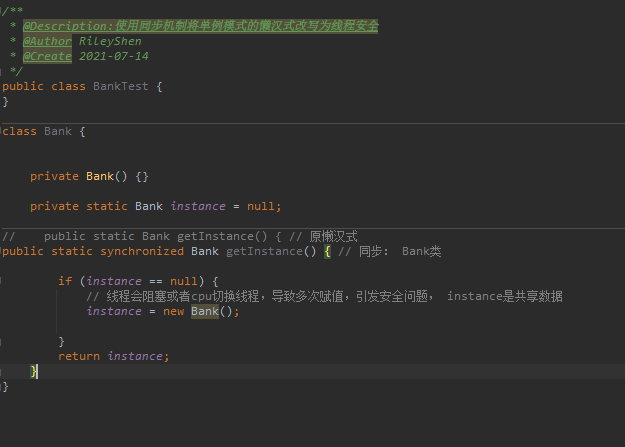 /**
 * @Description:使用同步机制将单例模式的懒汉式改写为线程安全
 * @Author RileyShen
 * @Create 2021-07-14
 */
public class BankTest {
}
class Bank {
    private Bank() {}
    private static Bank instance = null;
//    public static Bank getInstance() { // 原懒汉式
public static synchronized Bank getInstance() { // 同步: Bank类
        if (instance == null) {
            // 线程会阻塞或者cpu切换线程，导致多次赋值，引发安全问题， instance是共享数据
            instance = new Bank();
        }
        return instance;
    }
}